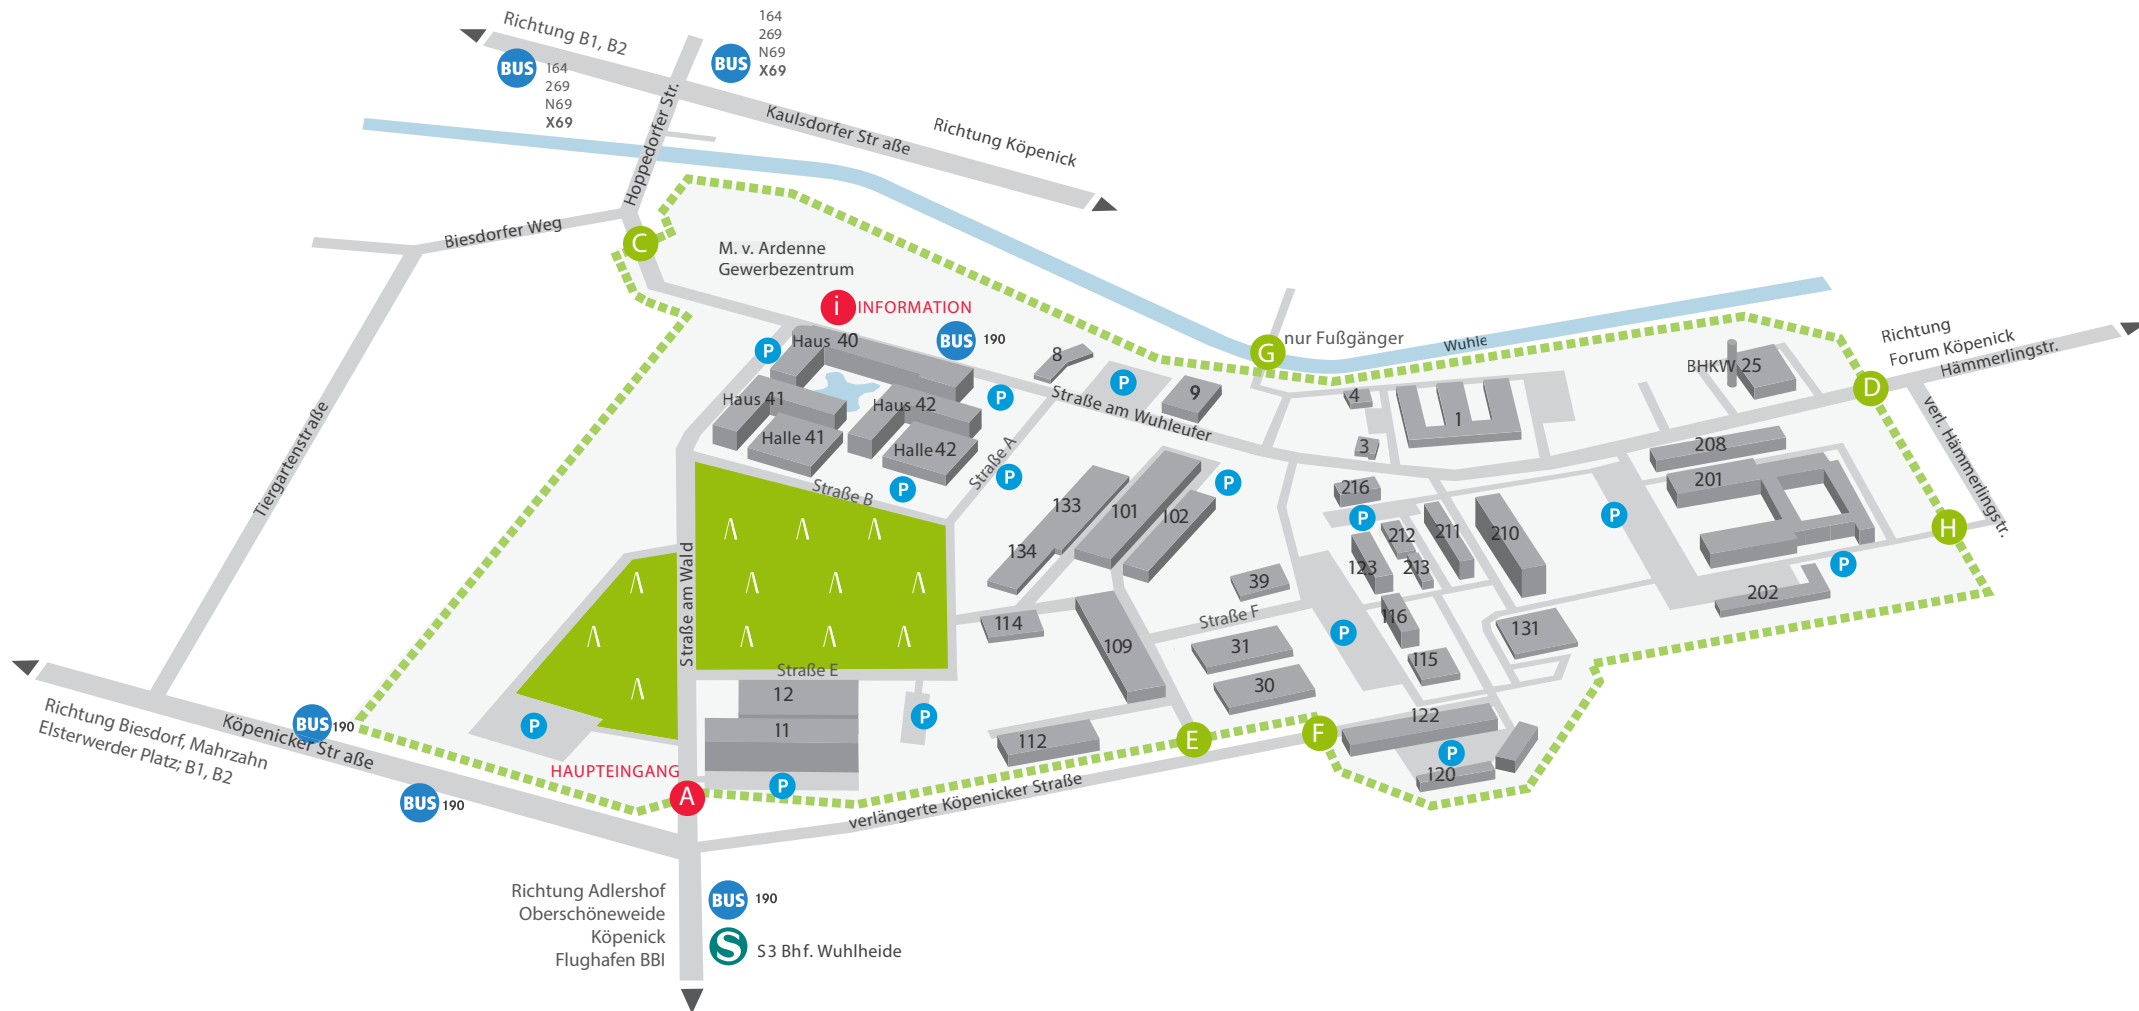 Richtung B1, B2
BUS
164
269
N69
X69
BUS
164
269
N69
X69
Hoppedorfer Str.
Kaulsdorfer Str aße
Richtung Köpenick
Biesdorfer Weg
C
M. v. Ardenne
Gewerbezentrum
i
INFORMATION
BUS
190
P
Haus 40
Haus 41
Haus 42
Halle 41
Halle 42
P
8
P
9
G
nur Fußgänger
Wuhle
4
1
3
BHKW 25
Richtung
Forum Köpenick
Hämmerlingstr.
D
verl. Hämmerlingstr.
Straße am Wuhleufer
Straße A
Straße B
P
P
Tiergartenstraße
Straße am Wald
133
101
102
134
P
216
P
212
211
210
123
213
P
208
201
H
P
202
39
116
131
Straße F
P
31
115
30
114
109
Straße E
12
11
P
P
P
112
E
F
122
P
120
HAUPTEINGANG
A
verlängerte Köpenicker Straße
BUS
190
Köpenicker Str aße
Richtung Biesdorf, Mahrzahn
Elsterwerder Platz; B1, B2
BUS
190
Richtung Adlershof
Oberschöneweide
Köpenick
Flughafen BBI
BUS
190
S
S3 Bhf. Wuhlheide